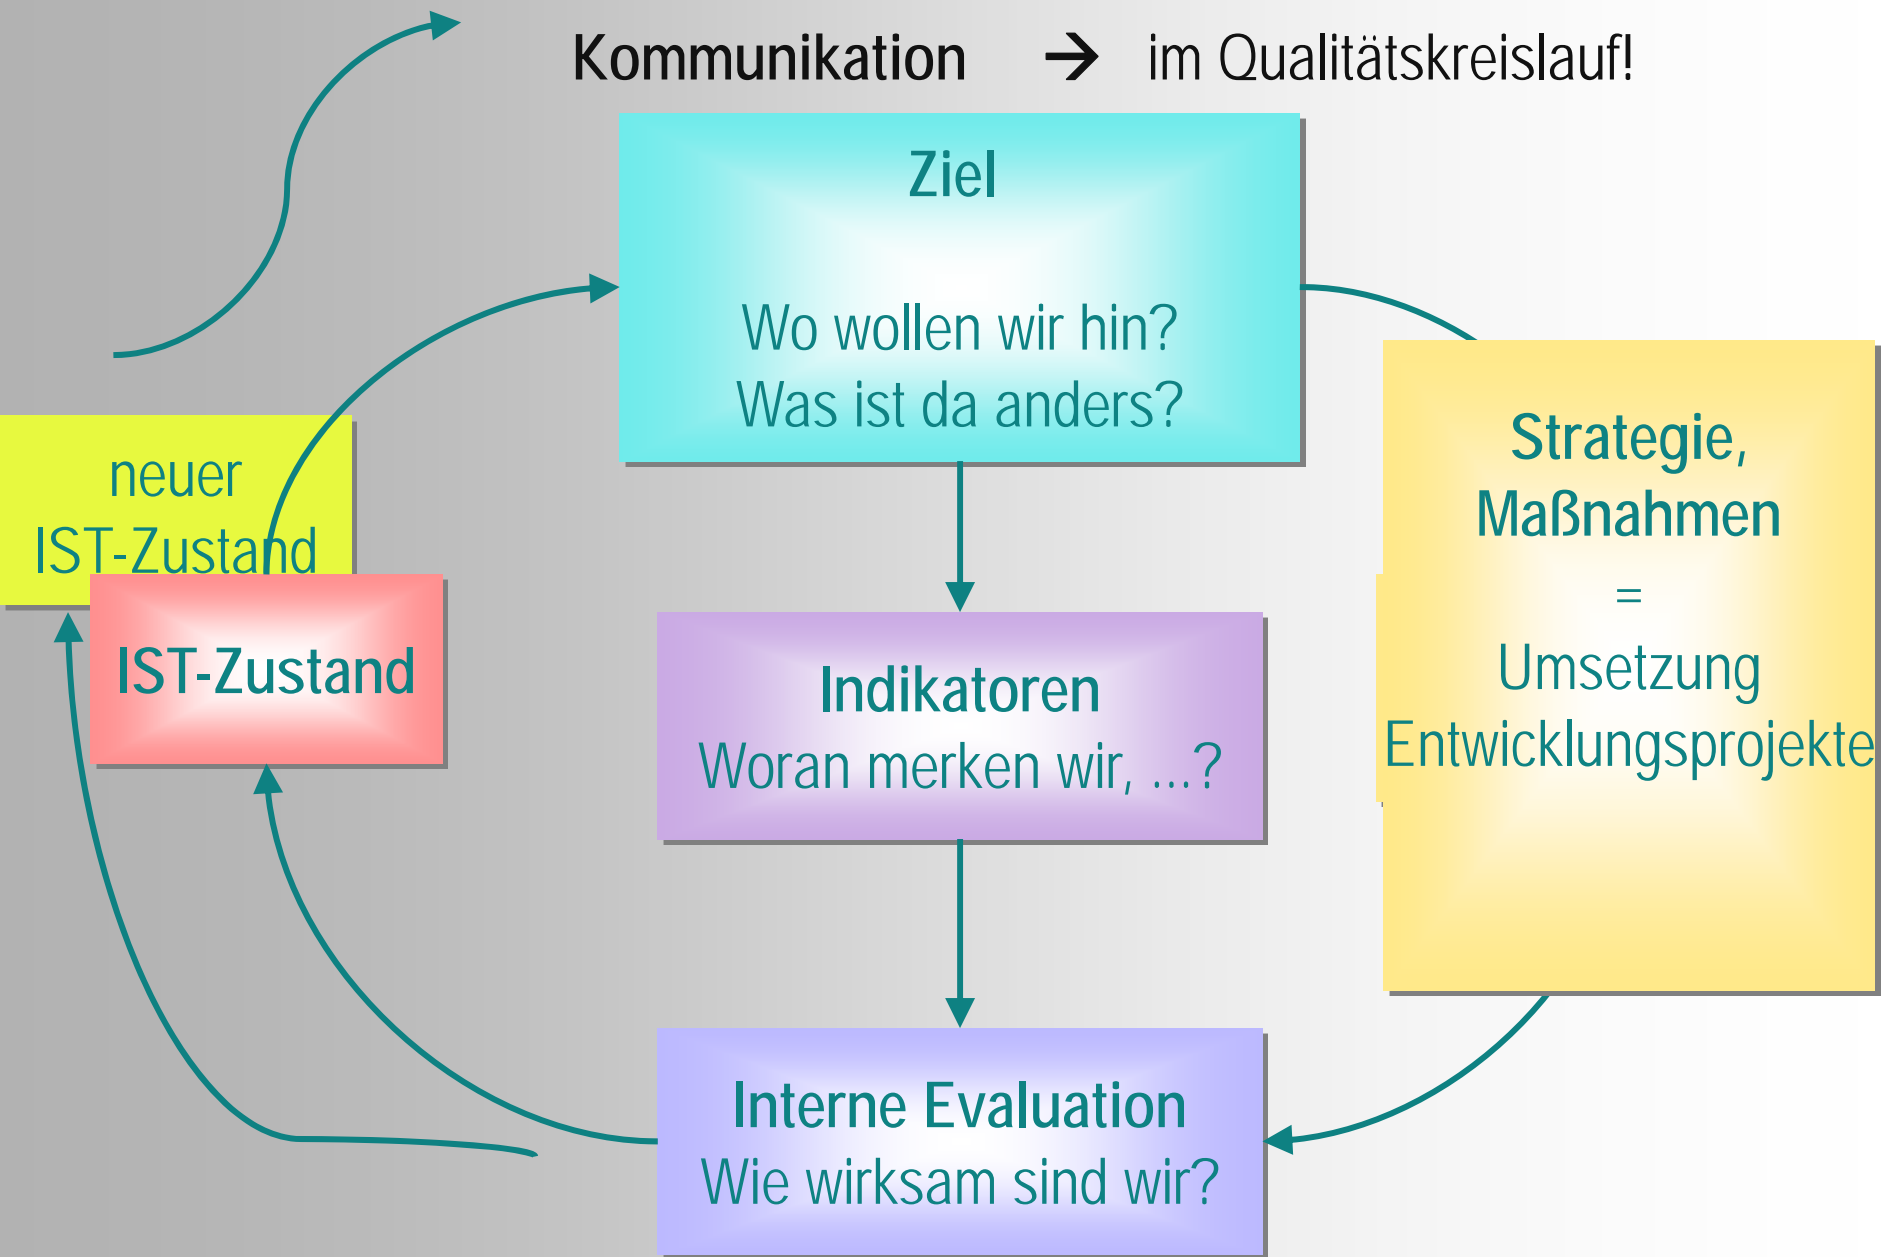 Kommunikation → im Qualitätskreislauf!
Ziel
Wo wollen wir hin?
Was ist da anders?
neuer
IST-Zustand
IST-Zustand
Indikatoren
Woran merken wir, ...?
Strategie,
Maßnahmen
=
Umsetzung
Entwicklungsprojekte
Interne Evaluation
Wie wirksam sind wir?